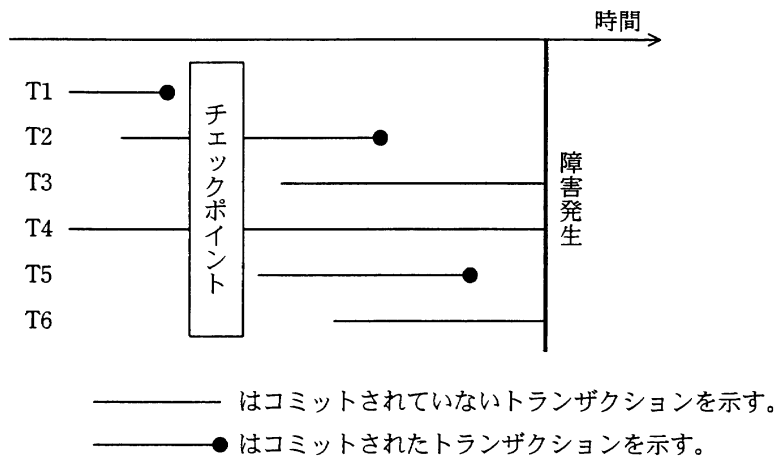 時間
T1
T2
T3
T4
T5
T6
チェックポイント
障害発生
はコミットされていないトランザクションを示す。
はコミットされたトランザクションを示す。